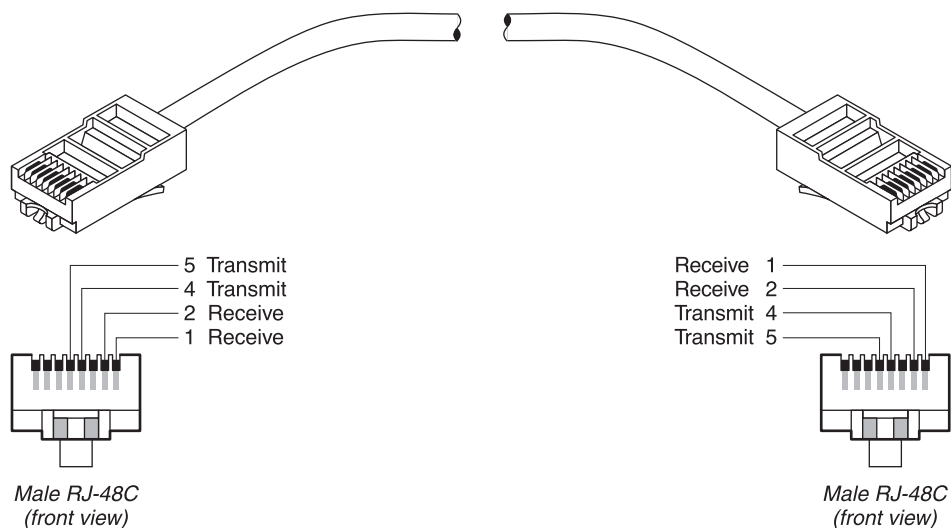 5 Transmit
4 Transmit
2 Receive
1 Receive
Receive 1
Receive 2
Transmit 4
Transmit 5
Male RJ-48C
(front view)
Male RJ-48C
(front view)